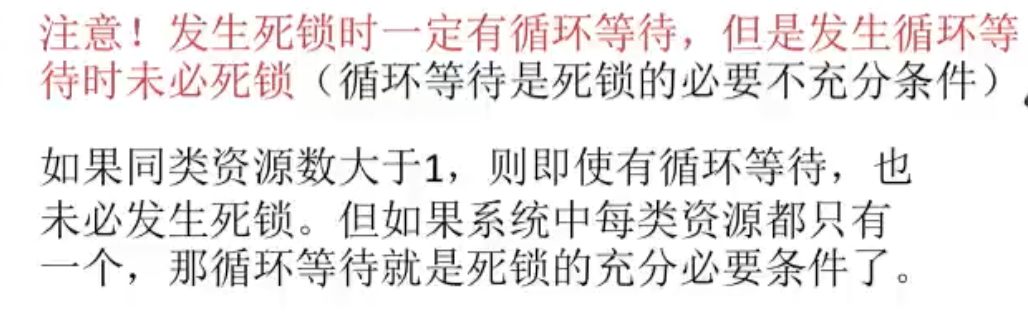 注意！发生死锁时一定有循环等待，但是发生循环等
待时未必死锁（循环等待是死锁的必要不充分条件）
如果同类资源数大于1，则即使有循环等待，也
未必发生死锁。但如果系统中每类资源都只有
一个，那循环等待就是死锁的充分必要条件了。